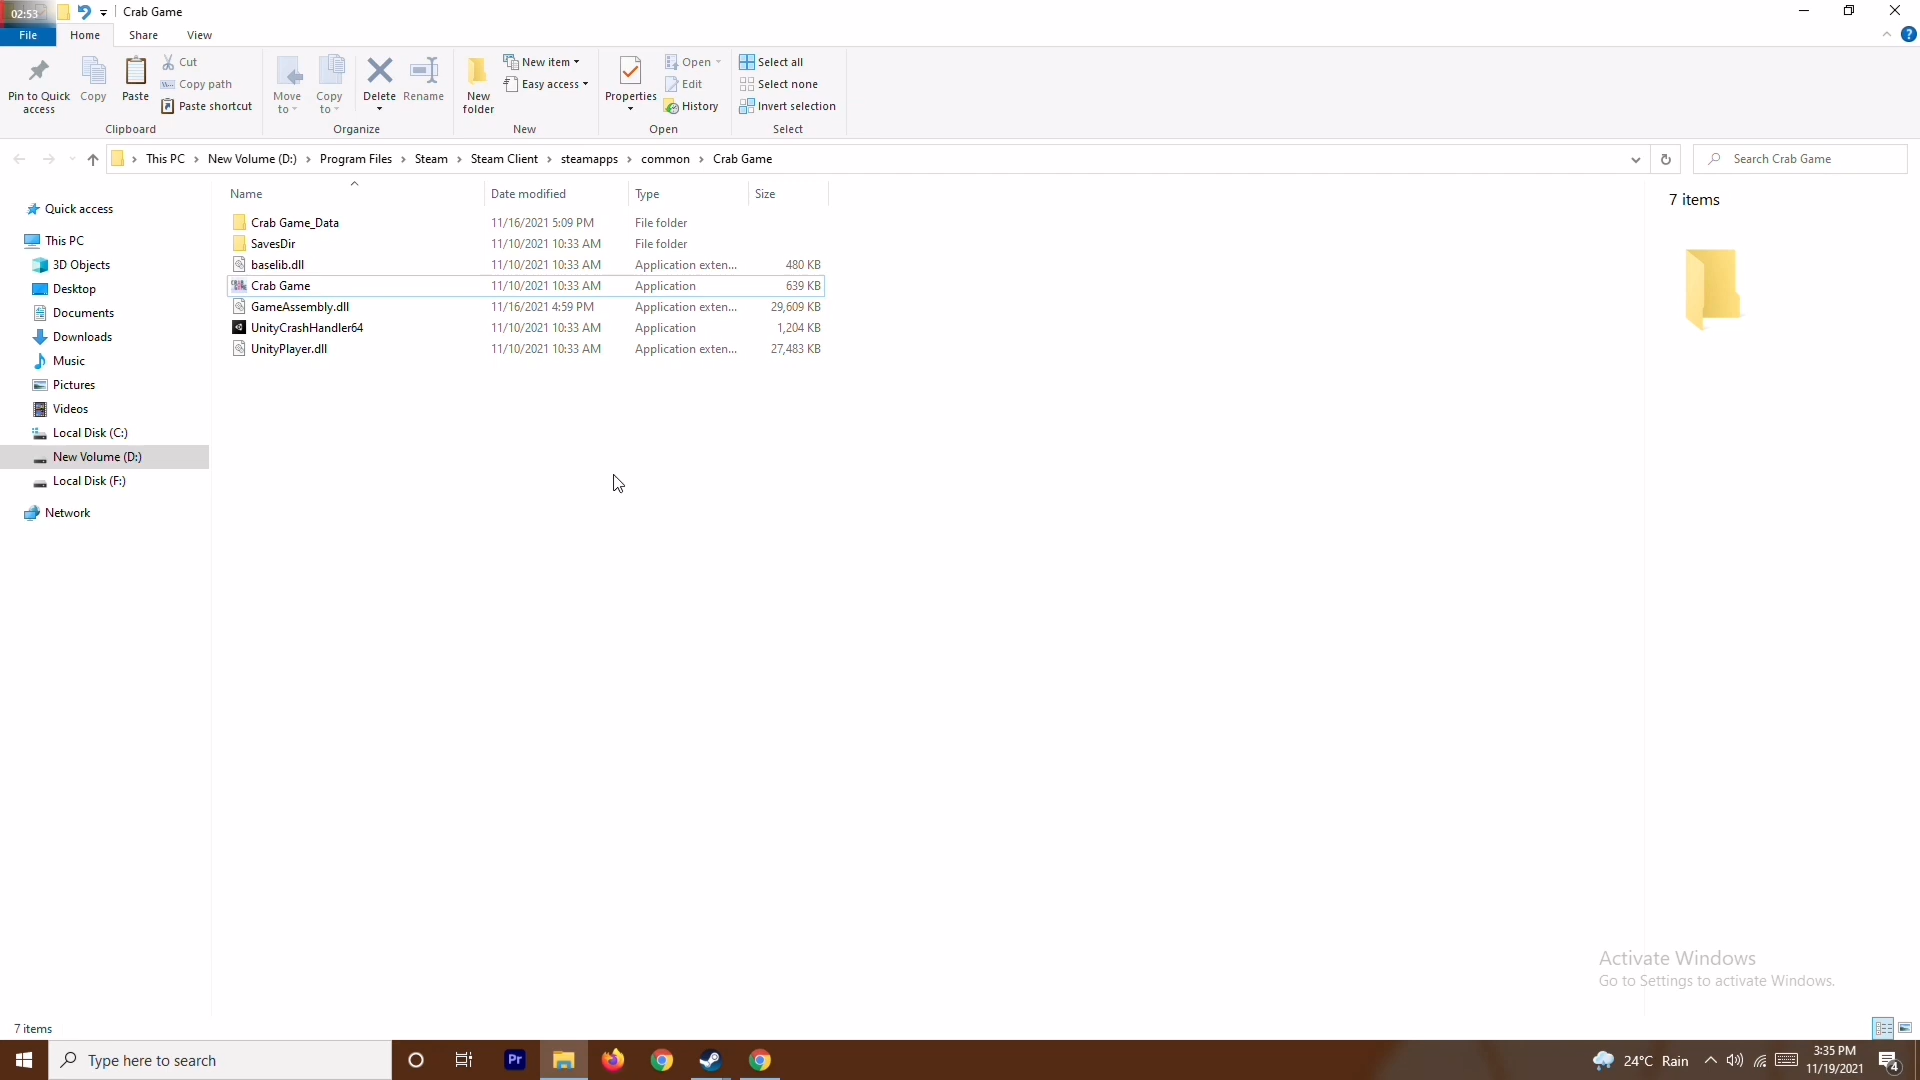 02:53 Crab Game
File Home Share View
Pin to Quick access Copy Paste Cut Copy path Paste shortcut
Clipboard
Move to Copy to Delete Rename
Organize
New folder New item Easy access
New
Properties Open Edit History
Open
Select all Select none Invert selection
Select
This PC › New Volume (D:) › Program Files › Steam › Steam Client › steamapps › common › Crab Game
Search Crab Game
Quick access
This PC
3D Objects
Desktop
Documents
Downloads
Music
Pictures
Videos
Local Disk (C:)
New Volume (D:)
Local Disk (F:)
Network
Name Date modified Type Size
Crab Game_Data 11/16/2021 5:09 PM File folder
SavesDir 11/10/2021 10:33 AM File folder
baselib.dll 11/10/2021 10:33 AM Application exten... 480 KB
Crab Game 11/10/2021 10:33 AM Application 639 KB
GameAssembly.dll 11/16/2021 4:59 PM Application exten... 29,609 KB
UnityCrashHandler64 11/10/2021 10:33 AM Application 1,204 KB
UnityPlayer.dll 11/10/2021 10:33 AM Application exten... 27,483 KB
7 items
Activate Windows
Go to Settings to activate Windows.
7 items
Type here to search
Pr
24°C Rain
3:35 PM
11/19/2021
4